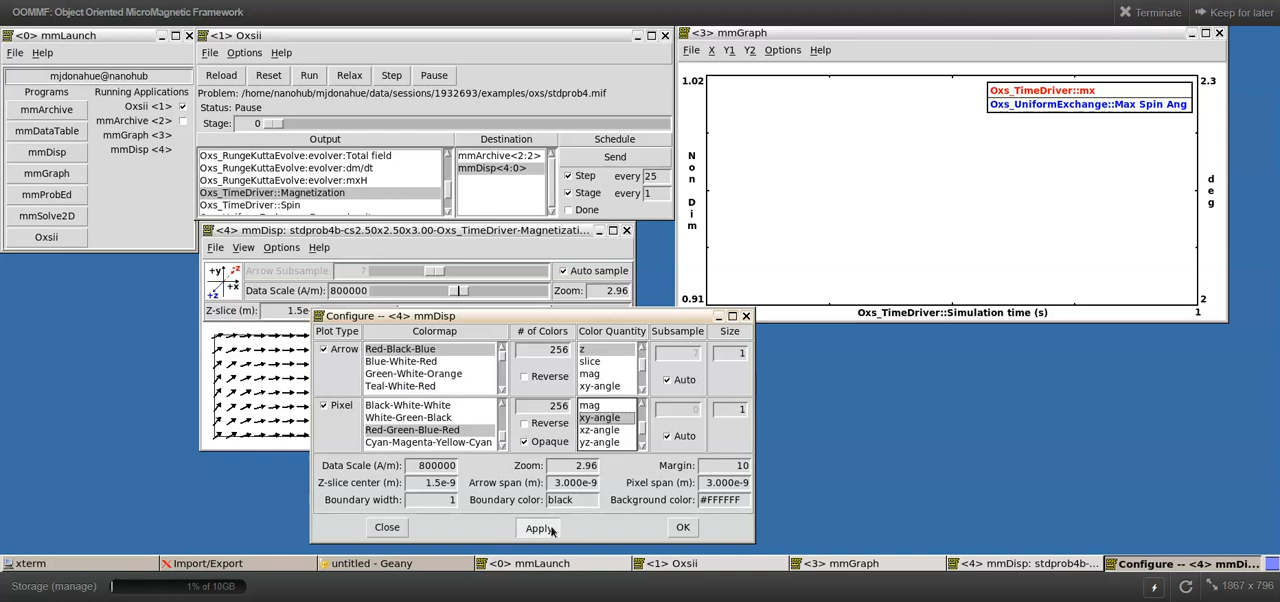 OOMMF: Object Oriented MicroMagnetic Framework
Terminate
Keep for later
<0> mmLaunch
File Help
mjdonahue@nanohub
Programs
Running Applications
mmArchive
mmDataTable
mmDisp
mmGraph
mmProbEd
mmSolve2D
Oxsii
Oxsii <1>
mmArchive <2>
mmGraph <3>
mmDisp <4>
<1> Oxsii
File Options Help
Reload Reset Run Relax Step Pause
Problem: /home/nanohub/mjdonahue/data/sessions/1932693/examples/oxs/stdprob4.mif
Status: Pause
Stage: 0
Output Destination Schedule
Oxs_RungeKuttaEvolve:evolver:Total field
Oxs_RungeKuttaEvolve:evolver:dm/dt
Oxs_RungeKuttaEvolve:evolver:mxH
Oxs_TimeDriver::Magnetization
Oxs_TimeDriver::Spin
mmArchive<2:2>
mmDisp<4:0>
Send
Step every 25
Stage every 1
Done
<3> mmGraph
File X Y1 Y2 Options Help
1.02
2.3
Oxs_TimeDriver::mx
Oxs_UniformExchange::Max Spin Ang
Non Dim
deg
0.91
2
Oxs_TimeDriver::Simulation time (s)
1
<4> mmDisp: stdprob4b-cs2.50x2.50x3.00-Oxs_TimeDriver-Magnetizati...
File View Options Help
+y -z
+z +x
Arrow Subsample: 7
Auto sample
Data Scale (A/m): 800000
Zoom: 2.96
Z-slice (m): 1.5e
Configure -- <4> mmDisp
Plot Type Colormap # of Colors Color Quantity Subsample Size
Arrow
Red-Black-Blue
Blue-White-Red
Green-White-Orange
Teal-White-Red
256
Reverse
z
slice
mag
xy-angle
7
Auto
1
Pixel
Black-White-White
White-Green-Black
Red-Green-Blue-Red
Cyan-Magenta-Yellow-Cyan
256
Reverse
Opaque
mag
xy-angle
xz-angle
yz-angle
0
Auto
1
Data Scale (A/m): 800000 Zoom: 2.96 Margin: 10
Z-slice center (m): 1.5e-9 Arrow span (m): 3.000e-9 Pixel span (m): 3.000e-9
Boundary width: 1 Boundary color: black Background color: #FFFFFF
Close Apply OK
xterm
Import/Export
untitled - Geany
<0> mmLaunch
<1> Oxsii
<3> mmGraph
<4> mmDisp: stdprob4b-...
Configure -- <4> mmDi...
Storage (manage)
1% of 10GB
1867 x 796